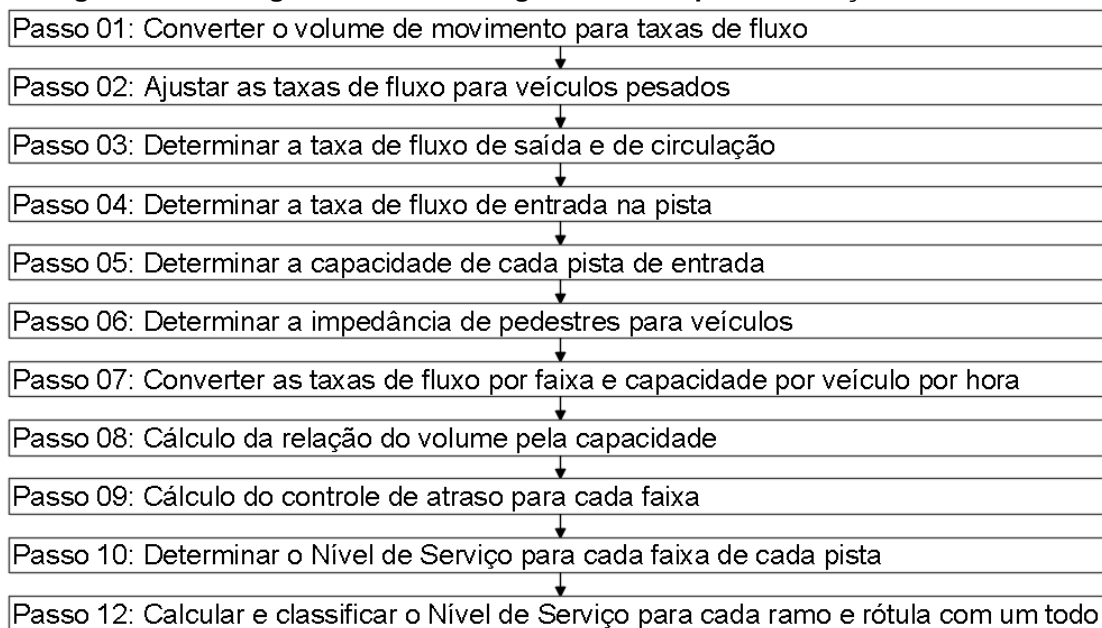 Passo 01: Converter o volume de movimento para taxas de fluxo
Passo 02: Ajustar as taxas de fluxo para veículos pesados
Passo 03: Determinar a taxa de fluxo de saída e de circulação
Passo 04: Determinar a taxa de fluxo de entrada na pista
Passo 05: Determinar a capacidade de cada pista de entrada
Passo 06: Determinar a impedância de pedestres para veículos
Passo 07: Converter as taxas de fluxo por faixa e capacidade por veículo por hora
Passo 08: Cálculo da relação do volume pela capacidade
Passo 09: Cálculo do controle de atraso para cada faixa
Passo 10: Determinar o Nível de Serviço para cada faixa de cada pista
Passo 12: Calcular e classificar o Nível de Serviço para cada ramo e rótula com um todo